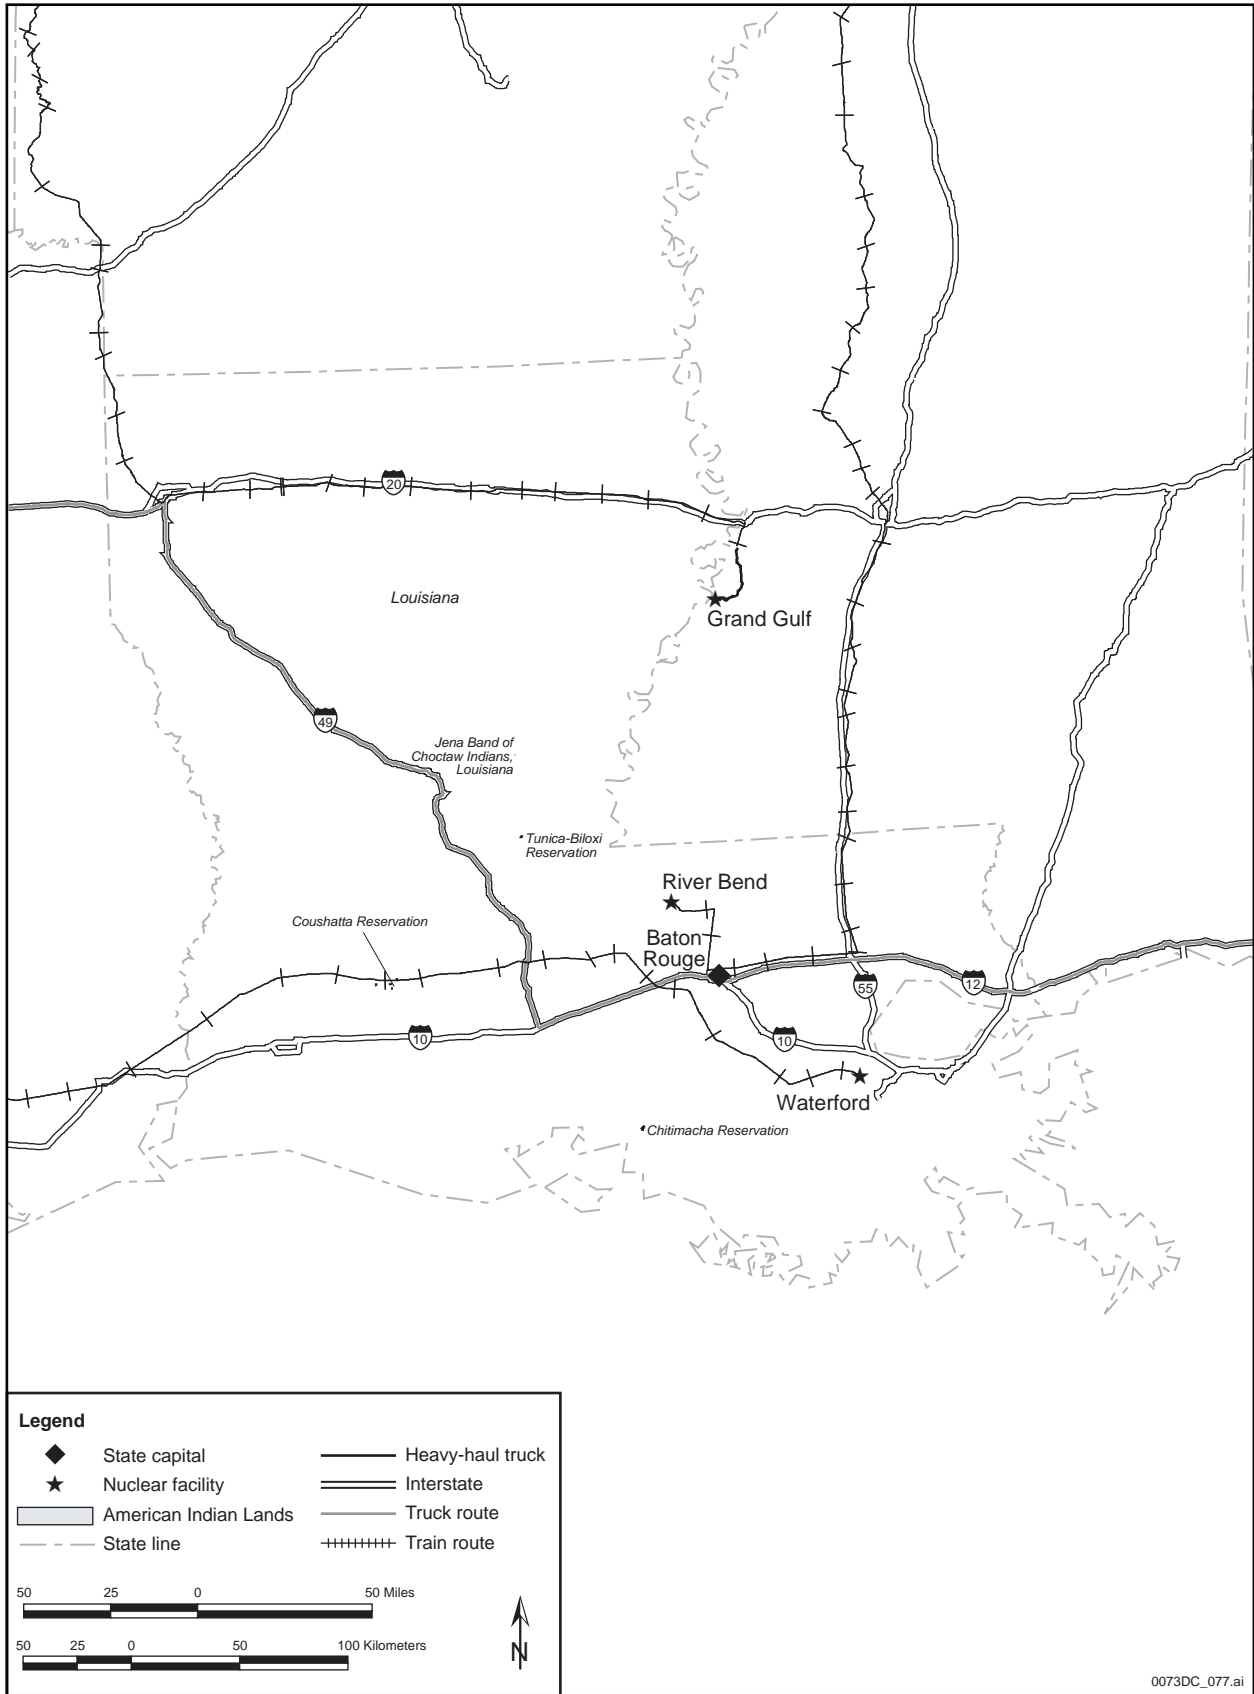 20
Louisiana
Grand Gulf
49
Jena Band of
Choctaw Indians,
Louisiana
Tunica-Biloxi
Reservation
River Bend
Coushatta Reservation
Baton
Rouge
55
12
10
10
Waterford
Chitimacha Reservation
Legend
State capital
Nuclear facility
American Indian Lands
State line
Heavy-haul truck
Interstate
Truck route
Train route
50 25 0 50 Miles
50 25 0 50 100 Kilometers
N
0073DC_077.ai